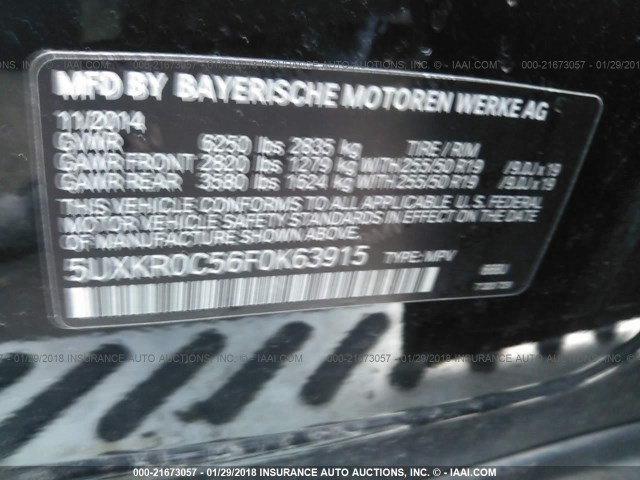 MFD BY BAYERISCHE MOTOREN WERKE AG
11/2014
GVWR 6250 lbs 2835 kg TIRE / RIM
GAWR FRONT 2820 lbs 1279 kg WITH 255/50 R19 /9.0J x 19
GAWR REAR 3580 lbs 1624 kg WITH 255/50 R19 /9.0J x 19
THIS VEHICLE CONFORMS TO ALL APPLICABLE U.S. FEDERAL
MOTOR VEHICLE SAFETY STANDARDS IN EFFECT ON THE
DATE OF MANUFACTURE SHOWN ABOVE.
5UXKR0C56F0K63915 TYPE: MPV
000-21673057 - 01/29/2018 INSURANCE AUTO AUCTIONS, INC. - © - IAAI.COM